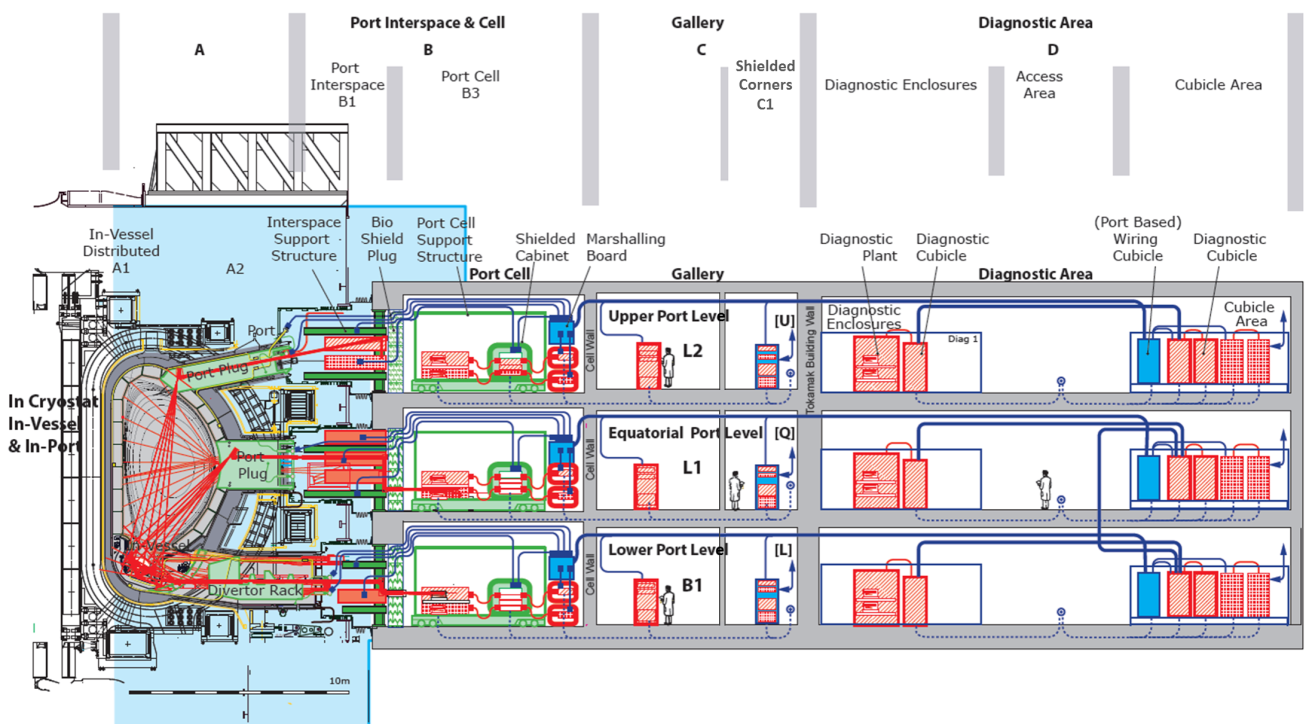 Port Interspace & Cell
Gallery
Diagnostic Area
A
B
C
D
Port
Interspace
B1
Port Cell
B3
Shielded
Corners
C1
Diagnostic Enclosures
Access
Area
Cubicle Area
In-Vessel
Distributed
A1
A2
Interspace
Support
Structure
Bio
Shield
Plug
Port Cell
Support
Structure
Shielded
Cabinet
Marshalling
Board
Diagnostic
Plant
Diagnostic
Cubicle
(Port Based)
Wiring
Cubicle
Diagnostic
Cubicle
Port Cell
Gallery
Diagnostic Area
Port
Port Plug
Cell Wall
Upper Port Level
[U]
L2
Tokamak Building Wall
Diagnostic
Enclosures
Diag 1
Cubicle
Area
In Cryostat
In-Vessel
& In-Port
Port
Plug
Cell Wall
Equatorial Port Level
[Q]
L1
In-Vessel
Divertor Rack
Cell Wall
Lower Port Level
[L]
B1
10m